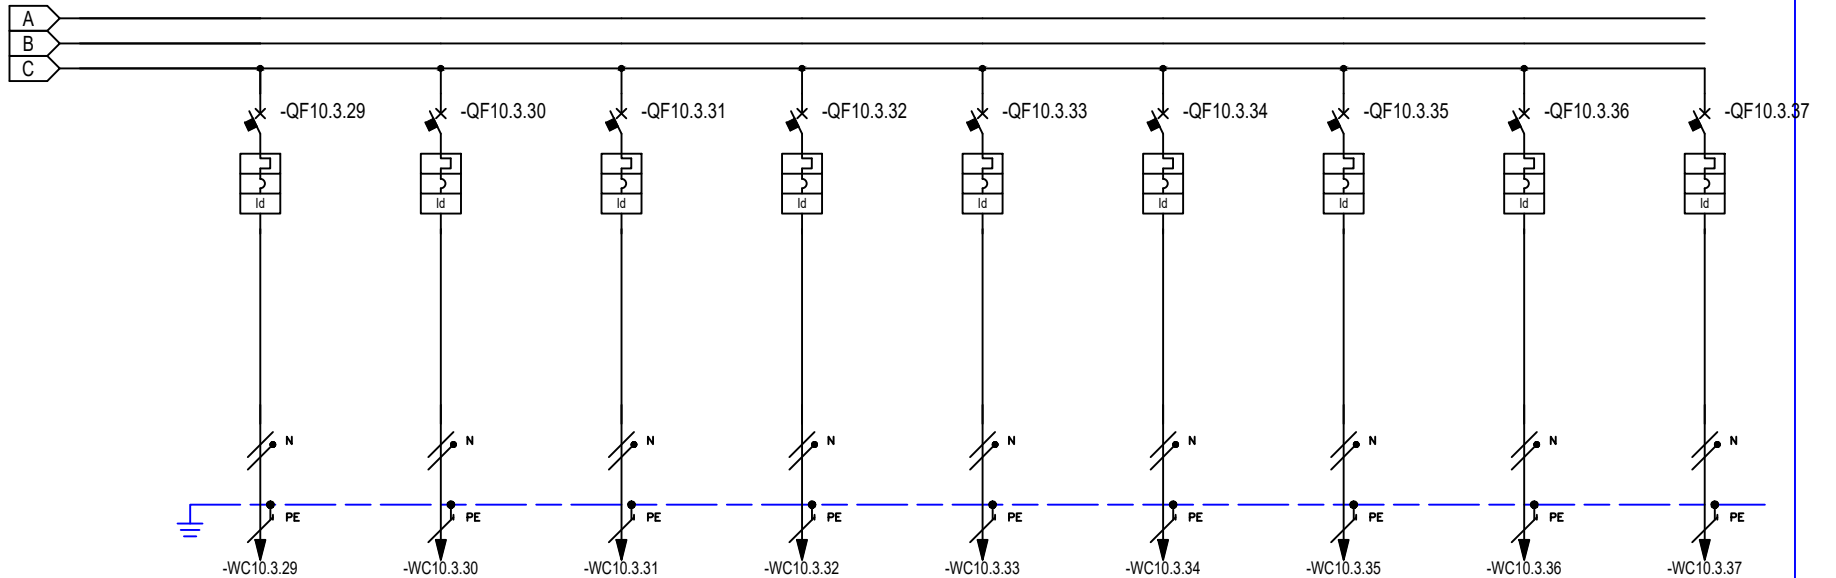 A
B
C
-QF10.3.29 -QF10.3.30 -QF10.3.31 -QF10.3.32 -QF10.3.33 -QF10.3.34 -QF10.3.35 -QF10.3.36 -QF10.3.37
Id Id Id Id Id Id Id Id Id
N N N N N N N N N
PE PE PE PE PE PE PE PE PE
-WC10.3.29 -WC10.3.30 -WC10.3.31 -WC10.3.32 -WC10.3.33 -WC10.3.34 -WC10.3.35 -WC10.3.36 -WC10.3.37